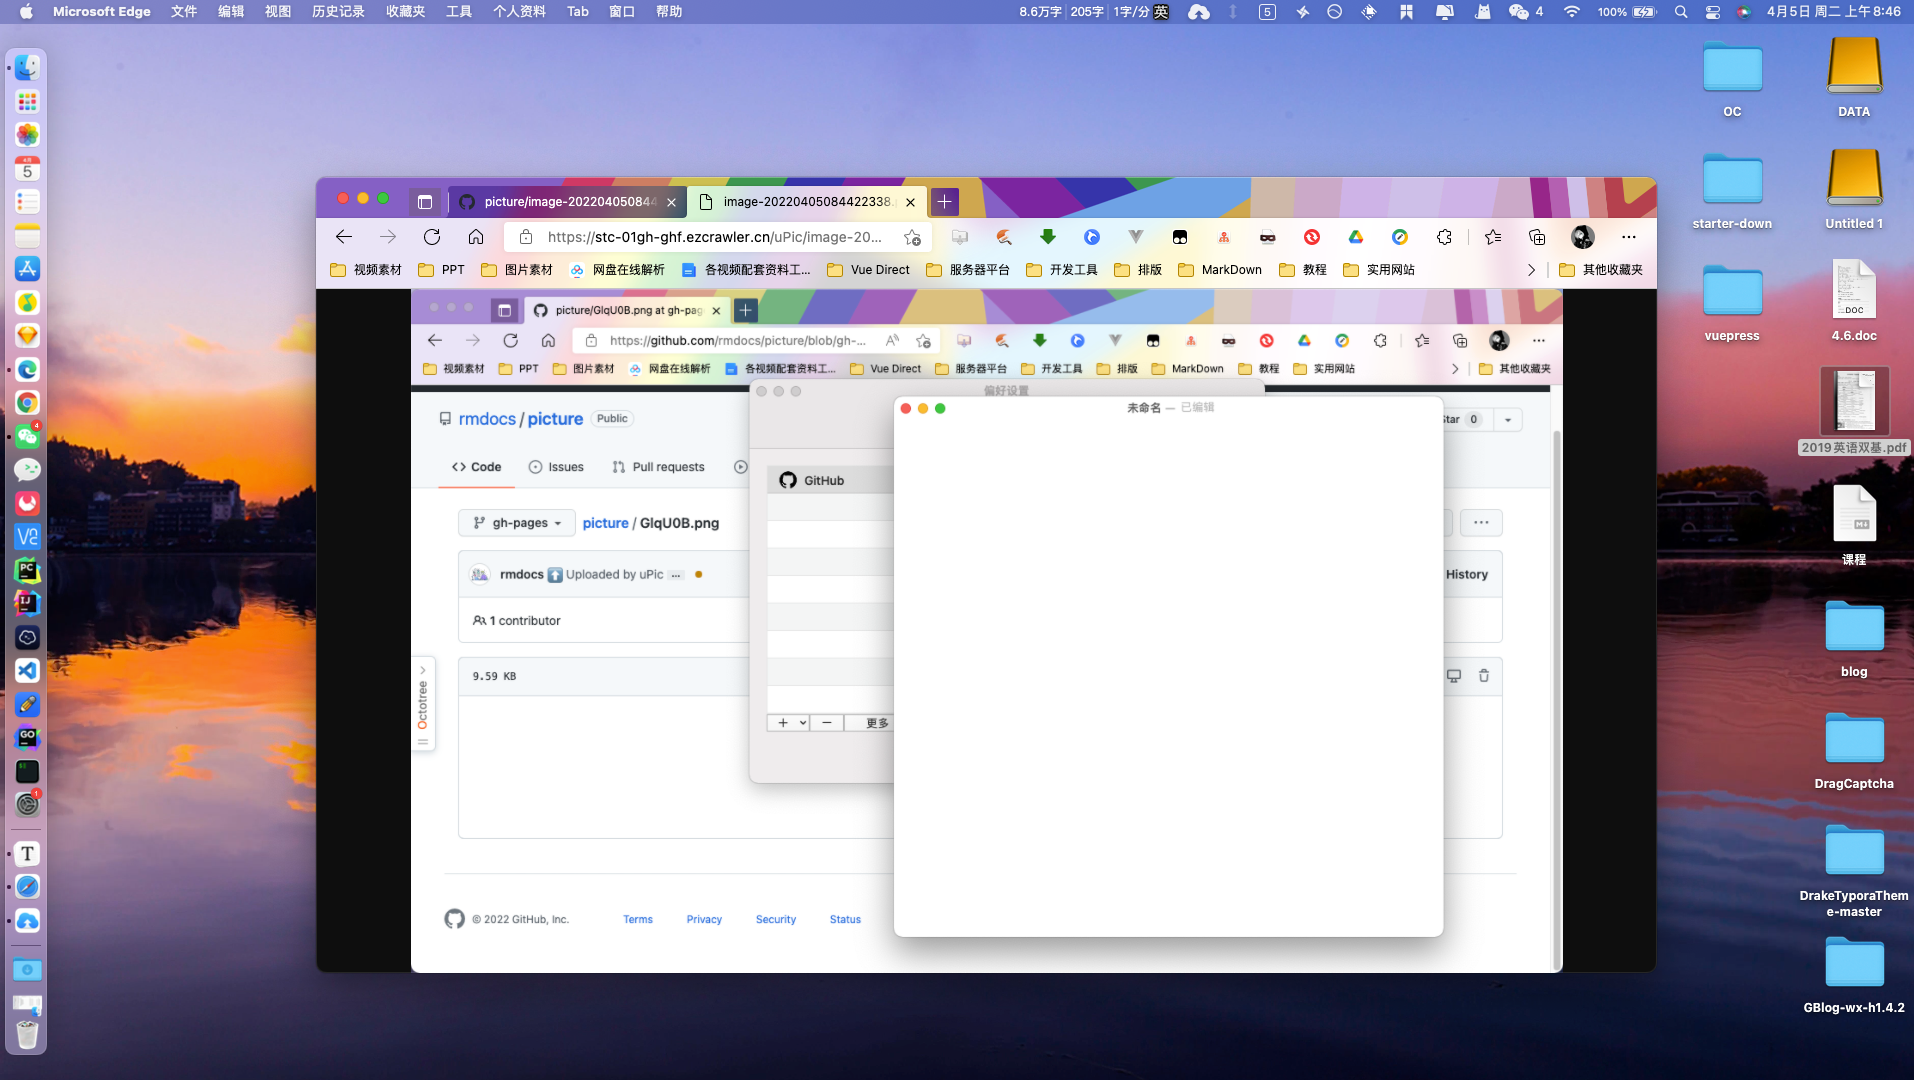 Microsoft Edge 文件 编辑 视图 历史记录 收藏夹 工具 个人资料 Tab 窗口 帮助 8.6万字 205字 1字/分 英 5 4 100% 4月5日 周二 上午8:46
OC
DATA
starter-down
Untitled 1
vuepress
DOC
4.6.doc
2019英语双基.pdf
课程
blog
DragCaptcha
DrakeTyporaThem
e-master
GBlog-wx-h1.4.2
picture/image-2022040508444
image-20220405084422338.
https://stc-01gh-ghf.ezcrawler.cn/uPic/image-20...
视频素材 PPT 图片素材 网盘在线解析 各视频配套资料工... Vue Direct 服务器平台 开发工具 排版 MarkDown 教程 实用网站 其他收藏夹
picture/GlqU0B.png at gh-pag
https://github.com/rmdocs/picture/blob/gh-...
视频素材 PPT 图片素材 网盘在线解析 各视频配套资料工... Vue Direct 服务器平台 开发工具 排版 MarkDown 教程 实用网站 其他收藏夹
偏好设置
未命名 — 已编辑
rmdocs / picture Public
Star 0
Code Issues Pull requests
GitHub
gh-pages picture / GlqU0B.png
rmdocs Uploaded by uPic ...
History
1 contributor
9.59 KB
Octotree
更多
© 2022 GitHub, Inc. Terms Privacy Security Status